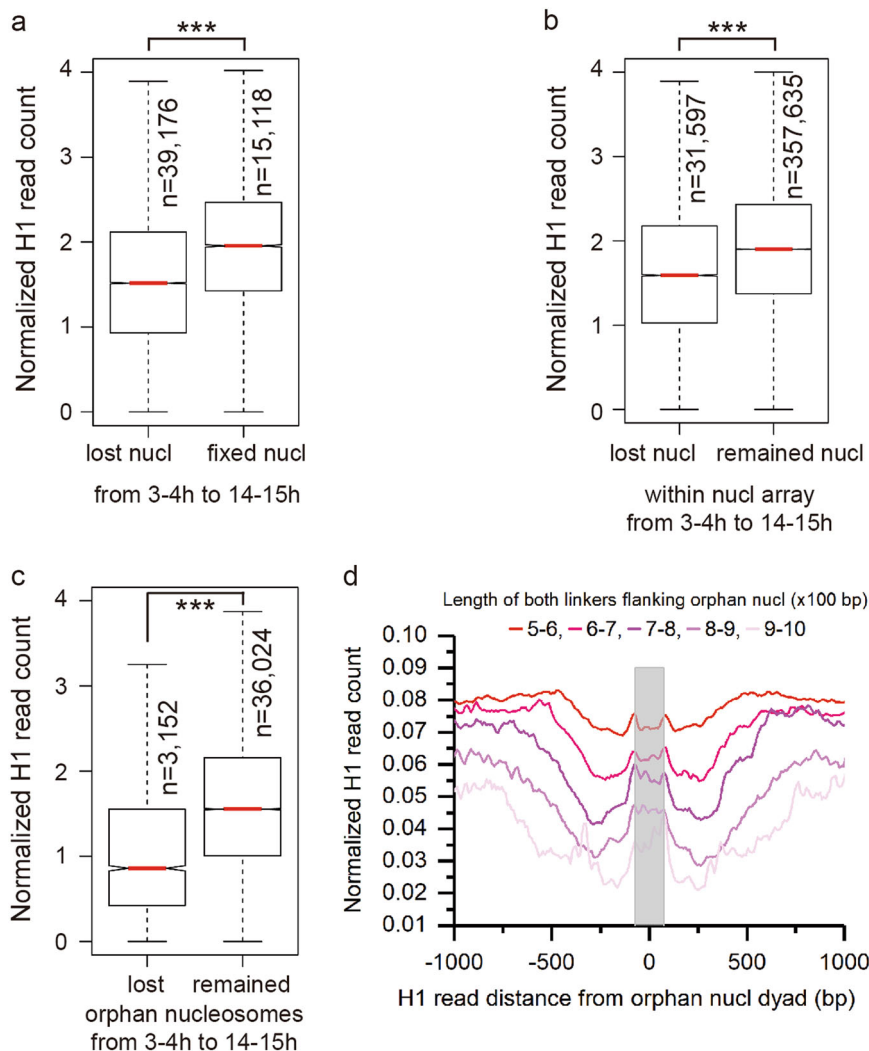 a
***
Normalized H1 read count
4
3
2
1
0
n=39,176
n=15,118
lost nucl
fixed nucl
from 3-4h to 14-15h
b
***
Normalized H1 read count
4
3
2
1
0
n=31,597
n=357,635
lost nucl
remained nucl
within nucl array
from 3-4h to 14-15h
c
***
Normalized H1 read count
4
3
2
1
0
n=3,152
n=36,024
lost
remained
orphan nucleosomes
from 3-4h to 14-15h
d
Length of both linkers flanking orphan nucl (x100 bp)
5-6, 6-7, 7-8, 8-9, 9-10
Normalized H1 read count
0.10
0.09
0.08
0.07
0.06
0.05
0.04
0.03
0.02
0.01
-1000 -500 0 500 1000
H1 read distance from orphan nucl dyad (bp)